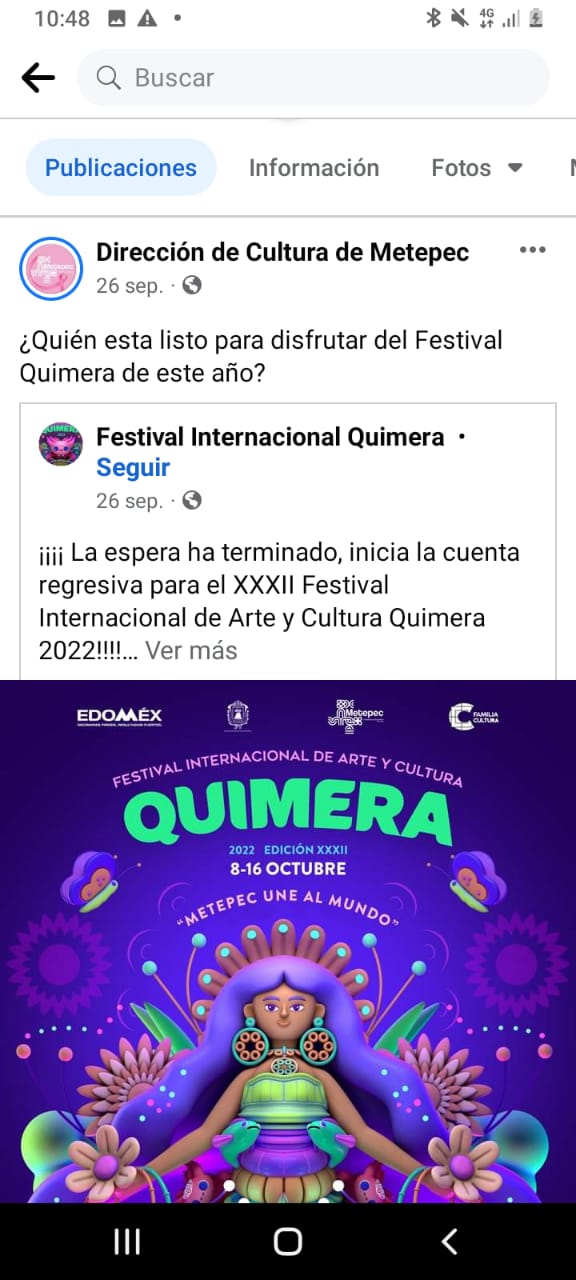 10:48
4G
Buscar
Publicaciones Información Fotos
Dirección de Cultura de Metepec
26 sep. ·
¿Quién esta listo para disfrutar del Festival
Quimera de este año?
Festival Internacional Quimera ·
Seguir
26 sep. ·
¡¡¡¡ La espera ha terminado, inicia la cuenta
regresiva para el XXXII Festival
Internacional de Arte y Cultura Quimera
2022!!!!... Ver más
EDOMÉX
Metepec
FAMILIA
CULTURA
FESTIVAL INTERNACIONAL DE ARTE Y CULTURA
QUIMERA
2022 EDICIÓN XXXII
8-16 OCTUBRE
“METEPEC UNE AL MUNDO”